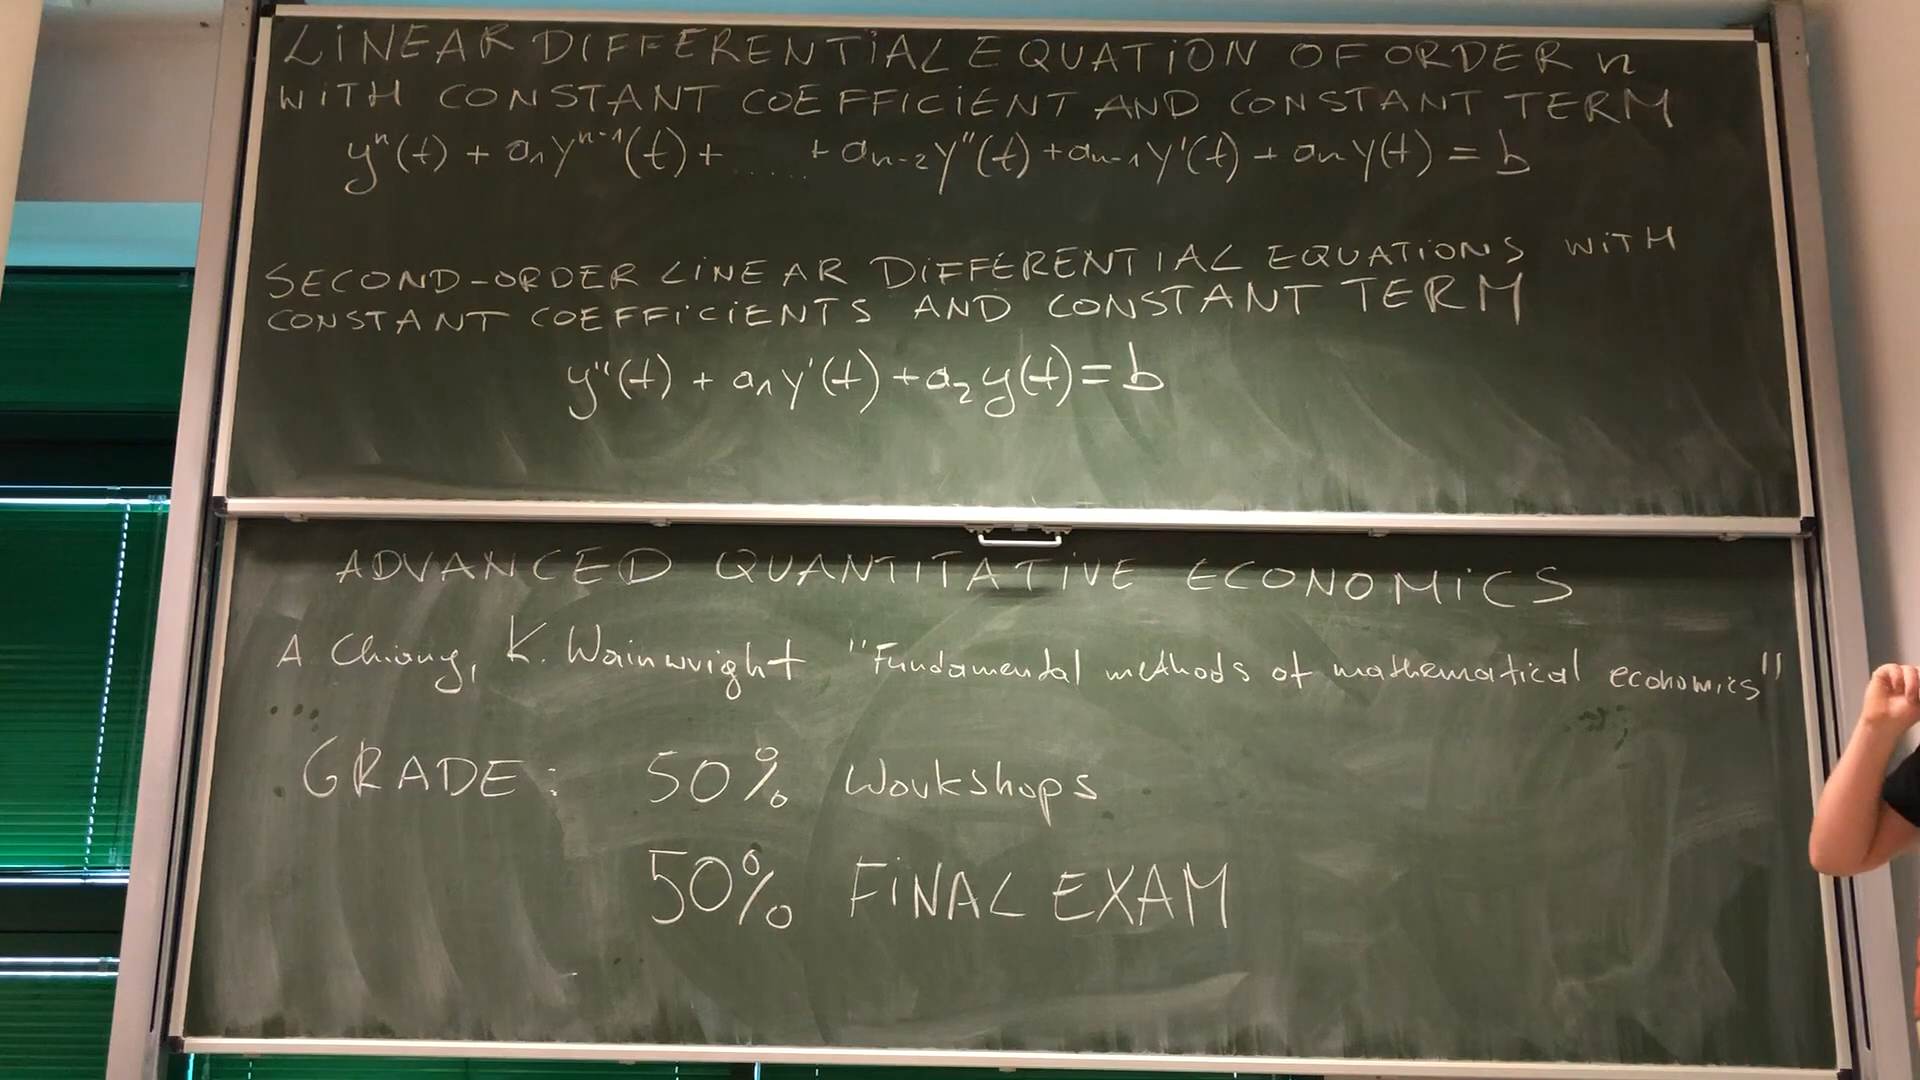 LINEAR DIFFERENTIAL EQUATION OF ORDER n
WITH CONSTANT COEFFICIENT AND CONSTANT TERM
yⁿ(t) + a₁yⁿ⁻¹(t) + ...... + aₙ₋₂y''(t) + aₙ₋₁y'(t) + aₙy(t) = b
SECOND-ORDER LINEAR DIFFERENTIAL EQUATIONS WITH
CONSTANT COEFFICIENTS AND CONSTANT TERM
y''(t) + a₁y'(t) + a₂y(t) = b
ADVANCED QUANTITATIVE ECONOMICS
A Chiang, K. Wainwright "Fundamental methods of mathematical economics"
GRADE: 50% Workshops
50% FINAL EXAM